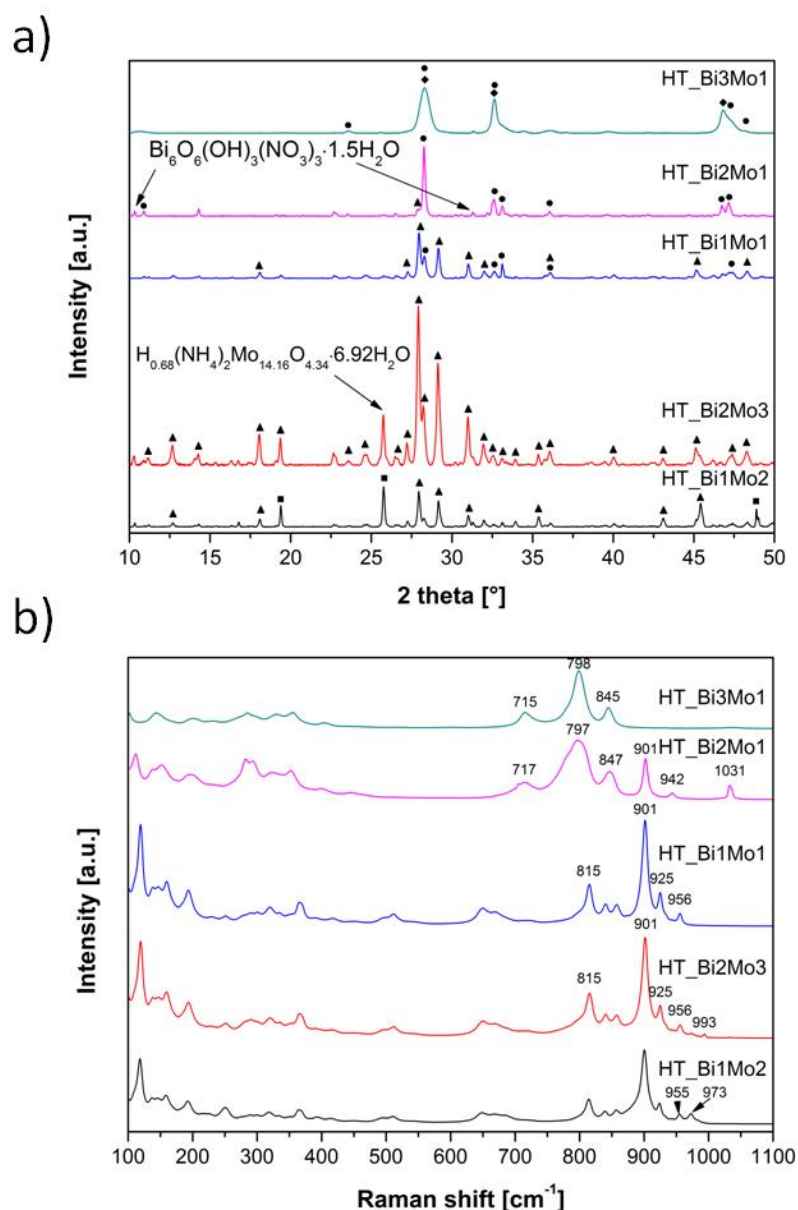 a)
HT_Bi3Mo1
Bi₆O₆(OH)₃(NO₃)₃·1.5H₂O
HT_Bi2Mo1
HT_Bi1Mo1
H₀.₆₈(NH₄)₂Mo₁₄.₁₆O₄.₃₄·6.92H₂O
HT_Bi2Mo3
HT_Bi1Mo2
Intensity [a.u.]
10 15 20 25 30 35 40 45 50
2 theta [°]
b)
798
715 845 HT_Bi3Mo1
797
717 847 901 942 1031 HT_Bi2Mo1
901
815 925 956 HT_Bi1Mo1
901
815 925 956 993 HT_Bi2Mo3
HT_Bi1Mo2
955 973
Intensity [a.u.]
100 200 300 400 500 600 700 800 900 1000 1100
Raman shift [cm⁻¹]